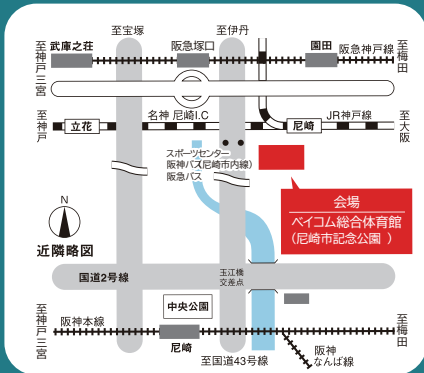 至宝塚
至伊丹
至神戸三宮
武庫之荘
阪急塚口
園田
阪急神戸線
至梅田
名神 尼崎I.C
JR神戸線
至神戸
立花
尼崎
至大阪
スポーツセンター
阪神バス(尼崎市内線)
阪急バス
会場
ベイコム総合体育館
(尼崎市記念公園 )
N
近隣略図
国道2号線
玉江橋
交差点
中央公園
至神戸三宮
阪神本線
尼崎
至梅田
至国道43号線
阪神
なんば線